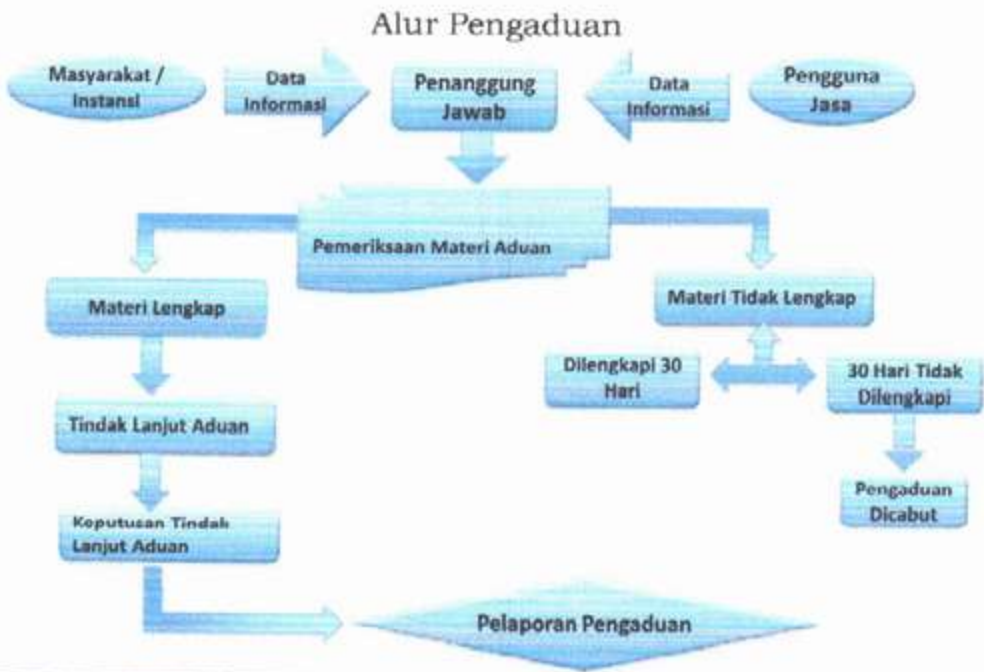 Alur Pengaduan
Masyarakat /
Instansi
Data
Informasi
Penanggung
Jawab
Data
Informasi
Pengguna
Jasa
Pemeriksaan Materi Aduan
Materi Lengkap
Materi Tidak Lengkap
Dilengkapi 30
Hari
30 Hari Tidak
Dilengkapi
Tindak Lanjut Aduan
Pengaduan
Dicabut
Keputusan Tindak
Lanjut Aduan
Pelaporan Pengaduan